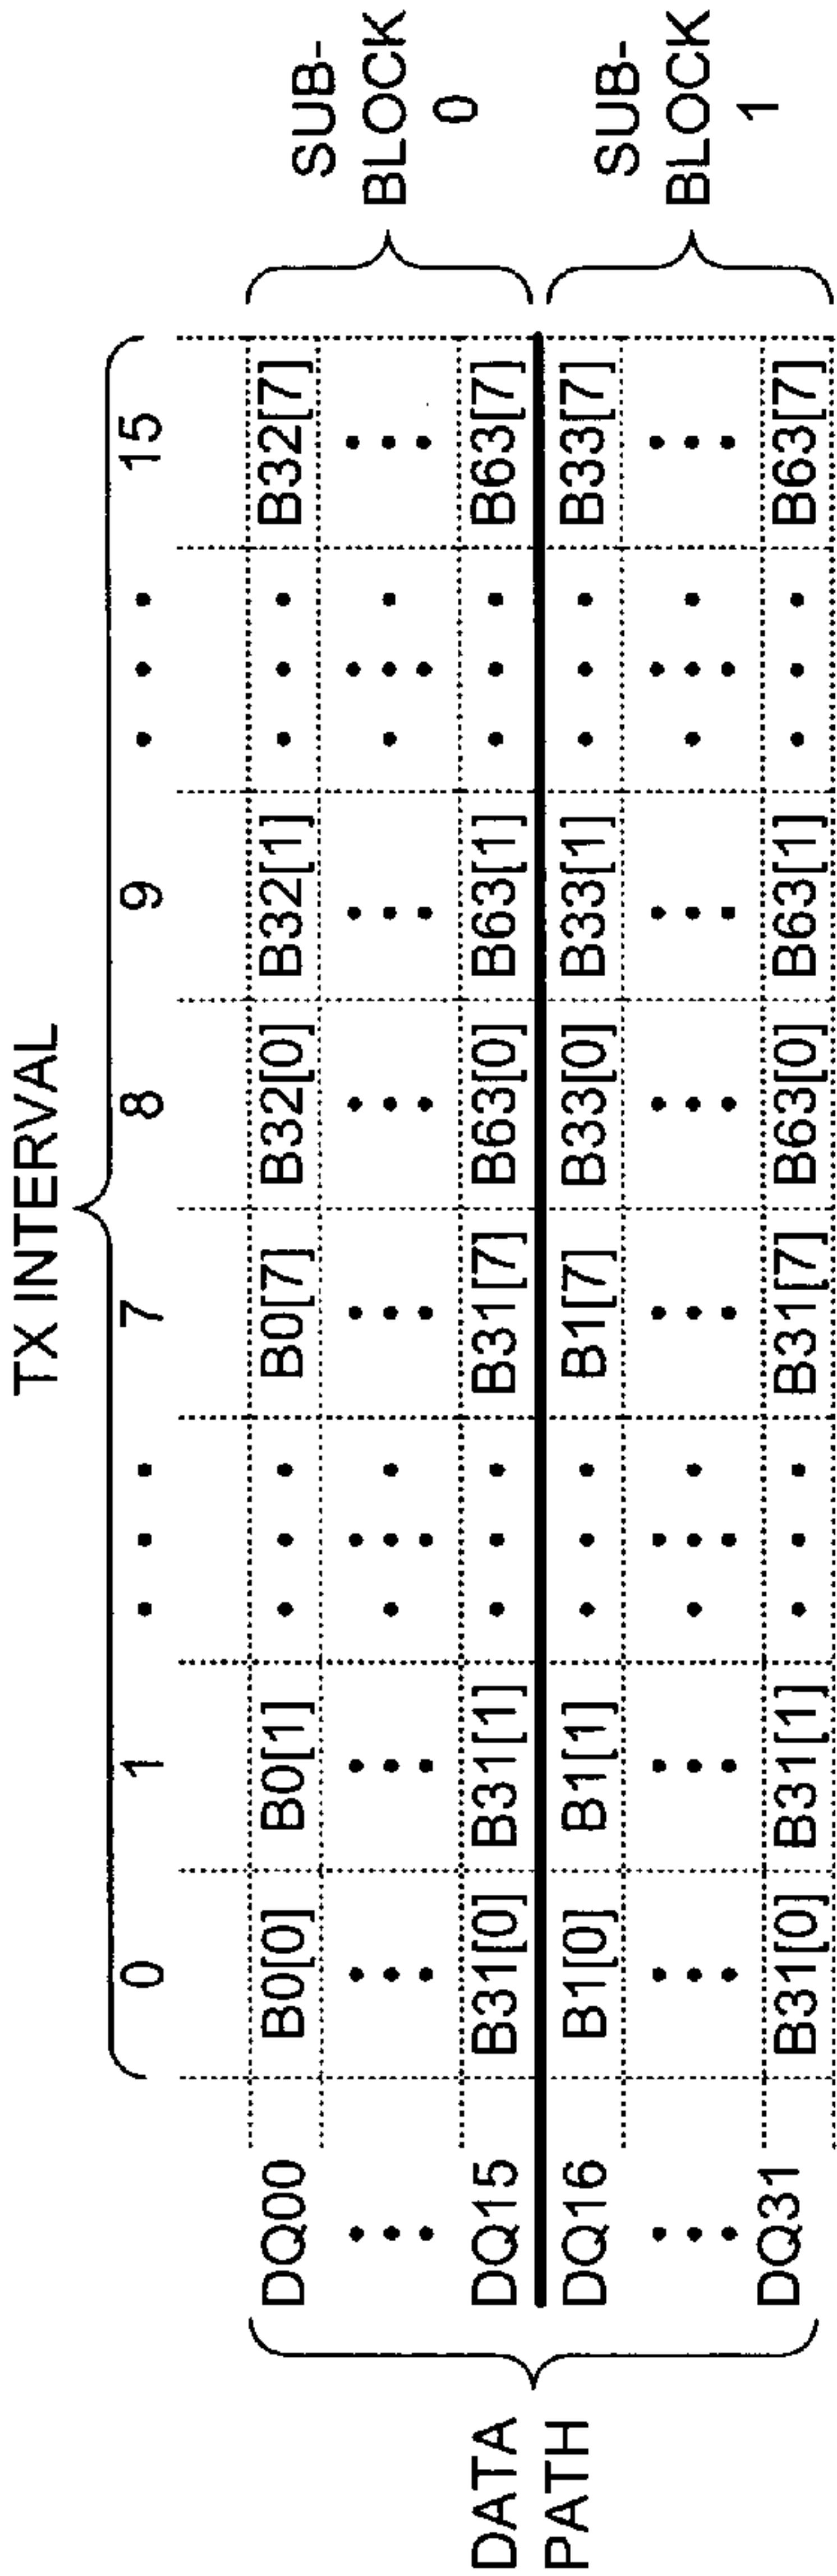 TX INTERVAL
0 1 • • • 7 8 9 • • • 15
DQ00 B0[0] B0[1] • • • B0[7] B32[0] B32[1] • • • B32[7]
DQ15 B31[0] B31[1] • • • B31[7] B63[0] B63[1] • • • B63[7]
DQ16 B1[0] B1[1] • • • B1[7] B33[0] B33[1] • • • B33[7]
DQ31 B31[0] B31[1] • • • B31[7] B63[0] B63[1] • • • B63[7]
DATA
PATH
SUB-
BLOCK
0
SUB-
BLOCK
1